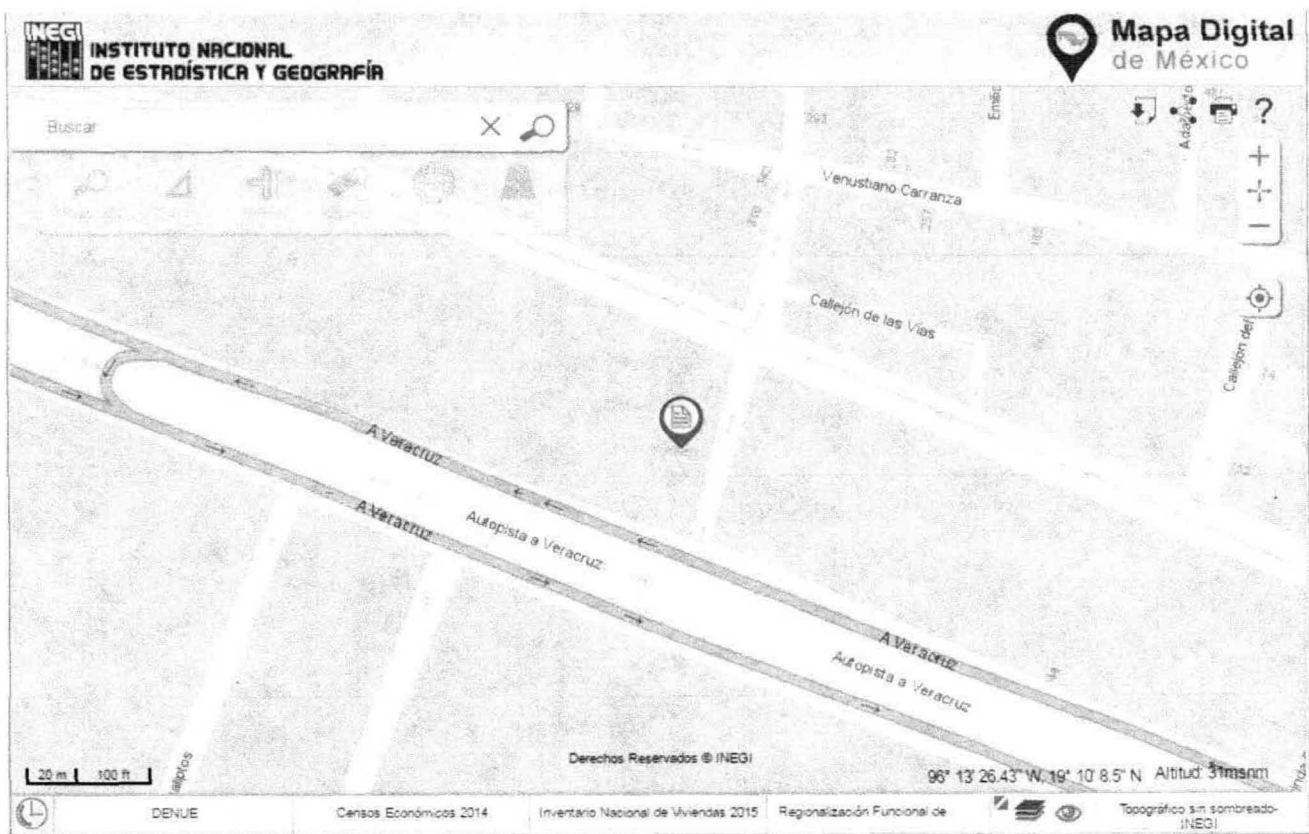 INEGI
INSTITUTO NACIONAL
DE ESTADÍSTICA Y GEOGRAFÍA
Mapa Digital
de México
Buscar
?
Venustiano Carranza
257
162
Callejón de las Vías
Callejón del
74
A Veracruz
A Veracruz
Autopista a Veracruz
A Veracruz
Autopista a Veracruz
Derechos Reservados © INEGI
20 m 100 ft
96° 13' 26.43" W, 19° 10' 8.5" N Altitud: 31msnm
DENUE
Censos Económicos 2014
Inventario Nacional de Viviendas 2015
Regionalización Funcional de
Topográfico sin sombreado-
INEGI